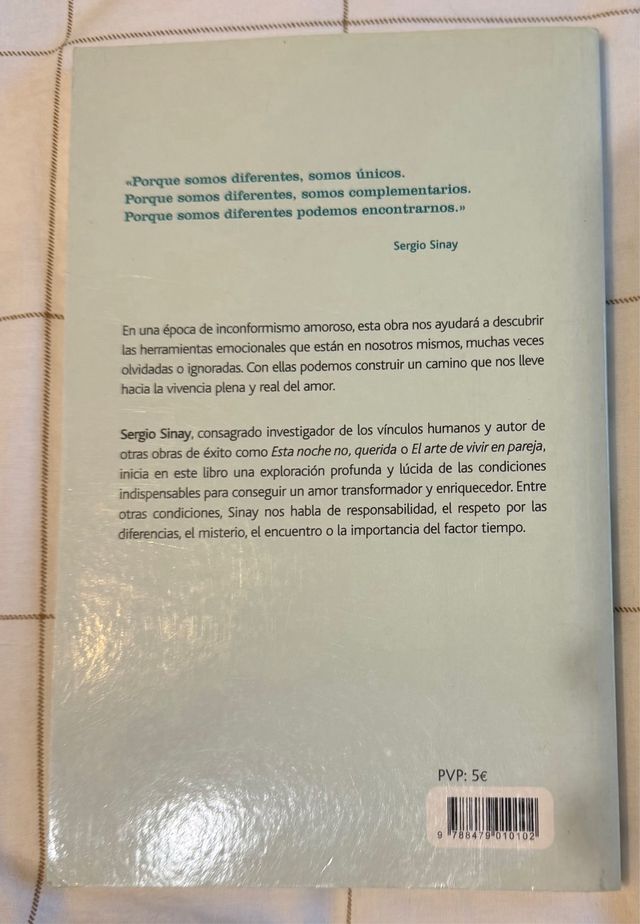 «Porque somos diferentes, somos únicos.
Porque somos diferentes, somos complementarios.
Porque somos diferentes podemos encontrarnos.»
Sergio Sinay
En una época de inconformismo amoroso, esta obra nos ayudará a descubrir
las herramientas emocionales que están en nosotros mismos, muchas veces
olvidadas o ignoradas. Con ellas podemos construir un camino que nos lleve
hacia la vivencia plena y real del amor.
Sergio Sinay, consagrado investigador de los vínculos humanos y autor de
otras obras de éxito como Esta noche no, querida o El arte de vivir en pareja,
inicia en este libro una exploración profunda y lúcida de las condiciones
indispensables para conseguir un amor transformador y enriquecedor. Entre
otras condiciones, Sinay nos habla de responsabilidad, el respeto por las
diferencias, el misterio, el encuentro o la importancia del factor tiempo.
PVP: 5€
9 788479 010102